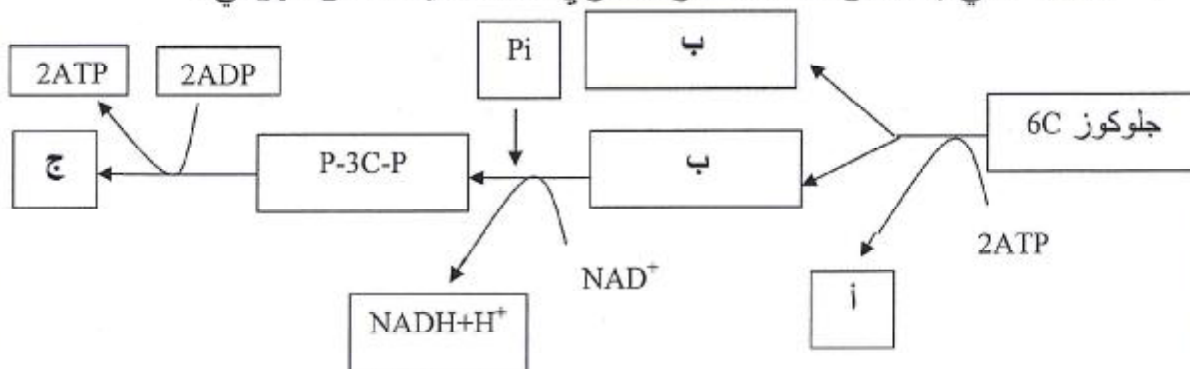 جلوكوز 6C
2ATP
أ
ب
ب
Pi
NAD⁺
NADH+H⁺
P-3C-P
2ADP
2ATP
ج